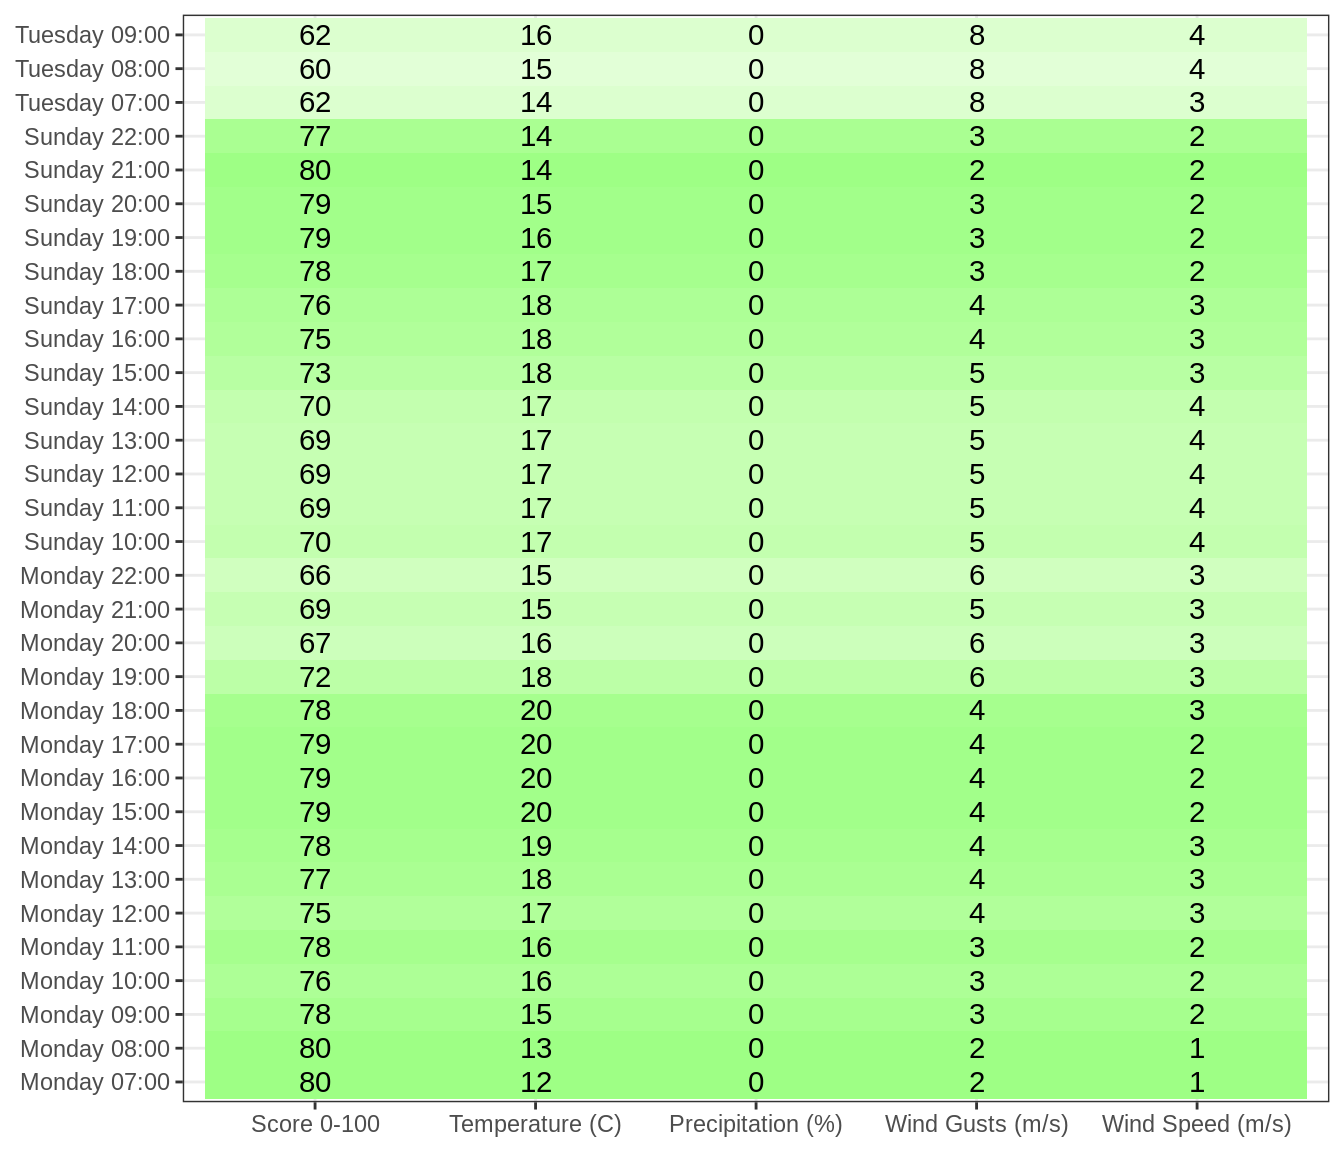 Tuesday 09:00 62 16 0 8 4
Tuesday 08:00 60 15 0 8 4
Tuesday 07:00 62 14 0 8 3
Sunday 22:00 77 14 0 3 2
Sunday 21:00 80 14 0 2 2
Sunday 20:00 79 15 0 3 2
Sunday 19:00 79 16 0 3 2
Sunday 18:00 78 17 0 3 2
Sunday 17:00 76 18 0 4 3
Sunday 16:00 75 18 0 4 3
Sunday 15:00 73 18 0 5 3
Sunday 14:00 70 17 0 5 4
Sunday 13:00 69 17 0 5 4
Sunday 12:00 69 17 0 5 4
Sunday 11:00 69 17 0 5 4
Sunday 10:00 70 17 0 5 4
Monday 22:00 66 15 0 6 3
Monday 21:00 69 15 0 5 3
Monday 20:00 67 16 0 6 3
Monday 19:00 72 18 0 6 3
Monday 18:00 78 20 0 4 3
Monday 17:00 79 20 0 4 2
Monday 16:00 79 20 0 4 2
Monday 15:00 79 20 0 4 2
Monday 14:00 78 19 0 4 3
Monday 13:00 77 18 0 4 3
Monday 12:00 75 17 0 4 3
Monday 11:00 78 16 0 3 2
Monday 10:00 76 16 0 3 2
Monday 09:00 78 15 0 3 2
Monday 08:00 80 13 0 2 1
Monday 07:00 80 12 0 2 1
Score 0-100 Temperature (C) Precipitation (%) Wind Gusts (m/s) Wind Speed (m/s)